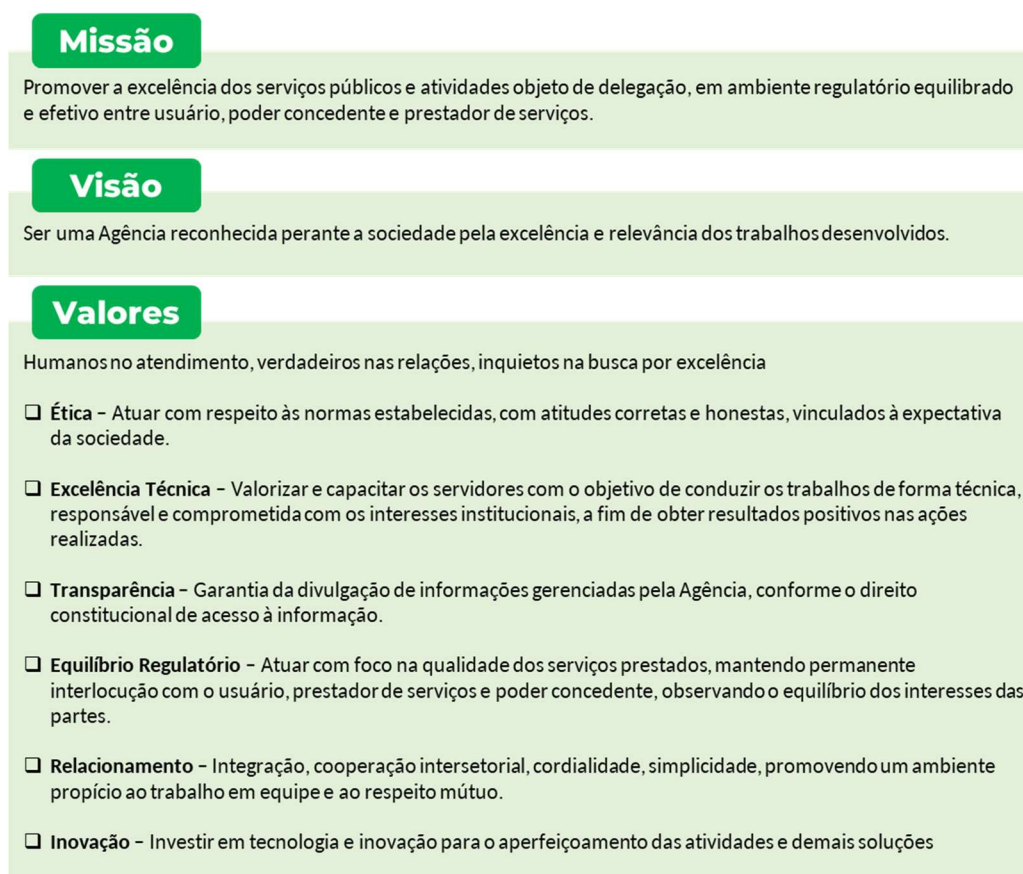 Missão
Promover a excelência dos serviços públicos e atividades objeto de delegação, em ambiente regulatório equilibrado
e efetivo entre usuário, poder concedente e prestador de serviços.
Visão
Ser uma Agência reconhecida perante a sociedade pela excelência e relevância dos trabalhos desenvolvidos.
Valores
Humanos no atendimento, verdadeiros nas relações, inquietos na busca por excelência
❑ Ética – Atuar com respeito às normas estabelecidas, com atitudes corretas e honestas, vinculados à expectativa
da sociedade.
❑ Excelência Técnica – Valorizar e capacitar os servidores com o objetivo de conduzir os trabalhos de forma técnica,
responsável e comprometida com os interesses institucionais, a fim de obter resultados positivos nas ações
realizadas.
❑ Transparência – Garantia da divulgação de informações gerenciadas pela Agência, conforme o direito
constitucional de acesso à informação.
❑ Equilíbrio Regulatório – Atuar com foco na qualidade dos serviços prestados, mantendo permanente
interlocução com o usuário, prestador de serviços e poder concedente, observando o equilíbrio dos interesses das
partes.
❑ Relacionamento – Integração, cooperação intersetorial, cordialidade, simplicidade, promovendo um ambiente
propício ao trabalho em equipe e ao respeito mútuo.
❑ Inovação – Investir em tecnologia e inovação para o aperfeiçoamento das atividades e demais soluções